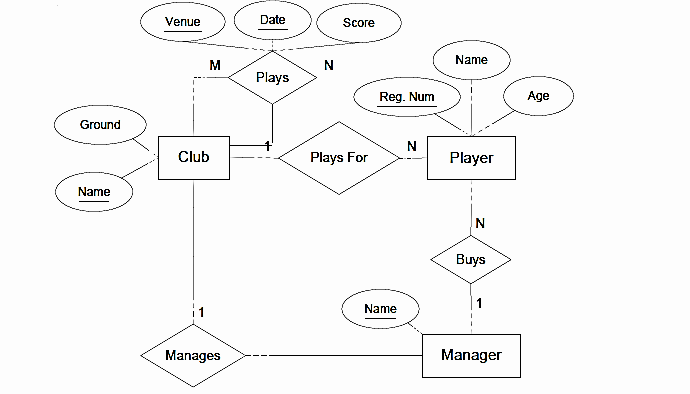 Venue
Date
Score
M
Plays
N
Name
Reg. Num
Age
Ground
Club
1
Plays For
N
Player
Name
N
Buys
1
Name
1
Manages
Manager